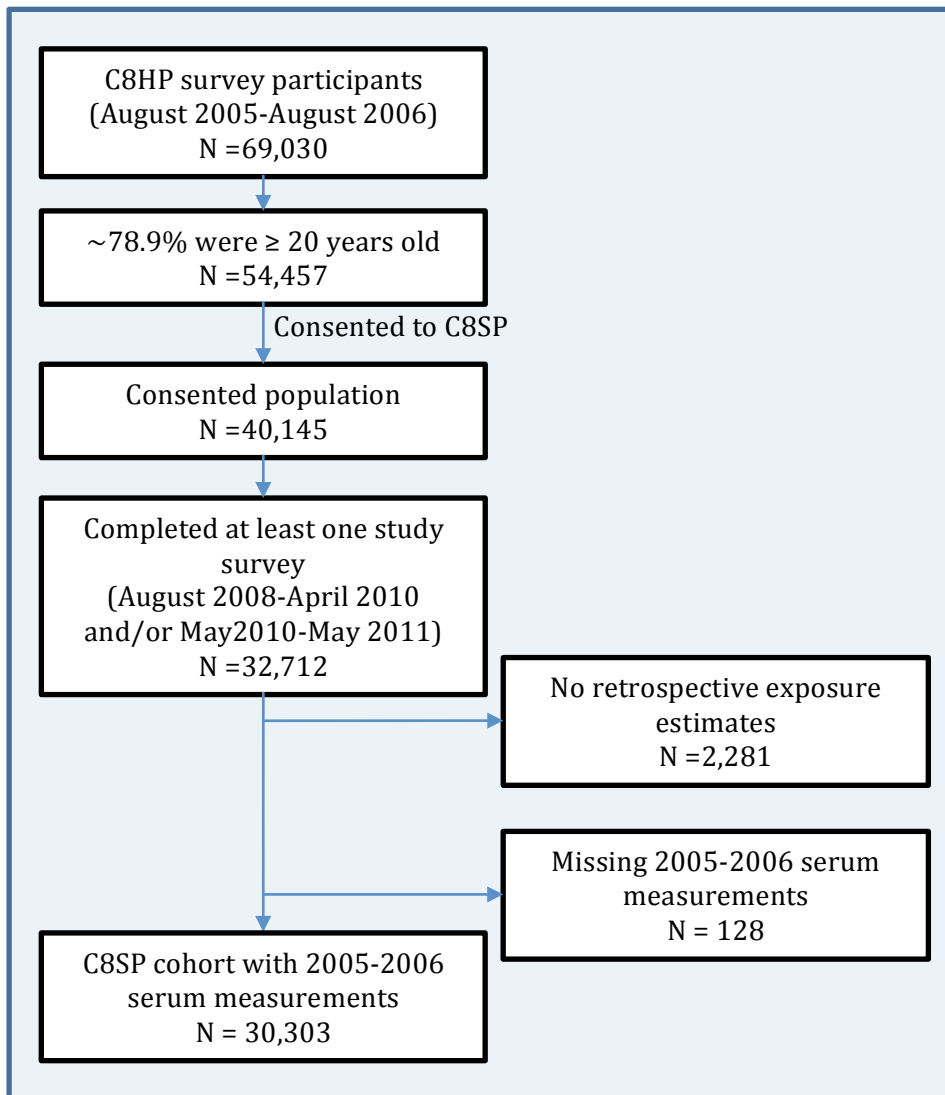 C8HP survey participants
(August 2005-August 2006)
N =69,030
~78.9% were ≥ 20 years old
N =54,457
Consented to C8SP
Consented population
N =40,145
Completed at least one study
survey
(August 2008-April 2010
and/or May2010-May 2011)
N =32,712
No retrospective exposure
estimates
N =2,281
Missing 2005-2006 serum
measurements
N = 128
C8SP cohort with 2005-2006
serum measurements
N = 30,303